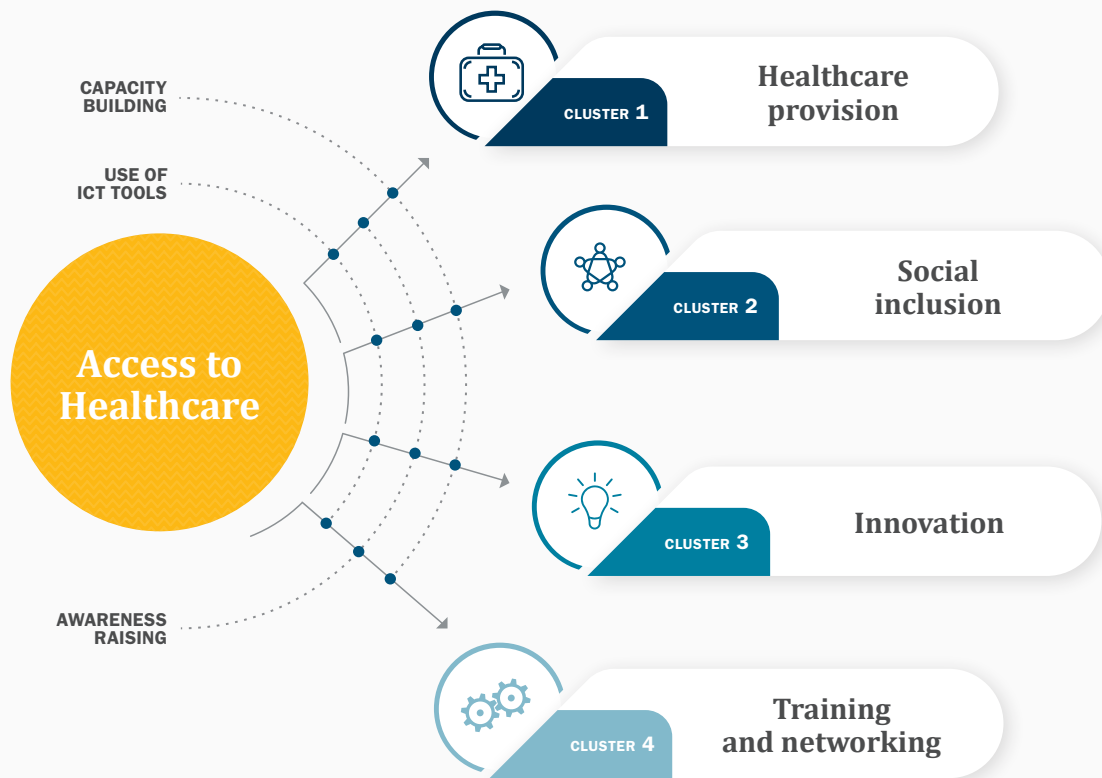 CAPACITY
BUILDING
USE OF
ICT TOOLS
Access to
Healthcare
AWARENESS
RAISING
CLUSTER 1
Healthcare
provision
CLUSTER 2
Social
inclusion
CLUSTER 3
Innovation
CLUSTER 4
Training
and networking